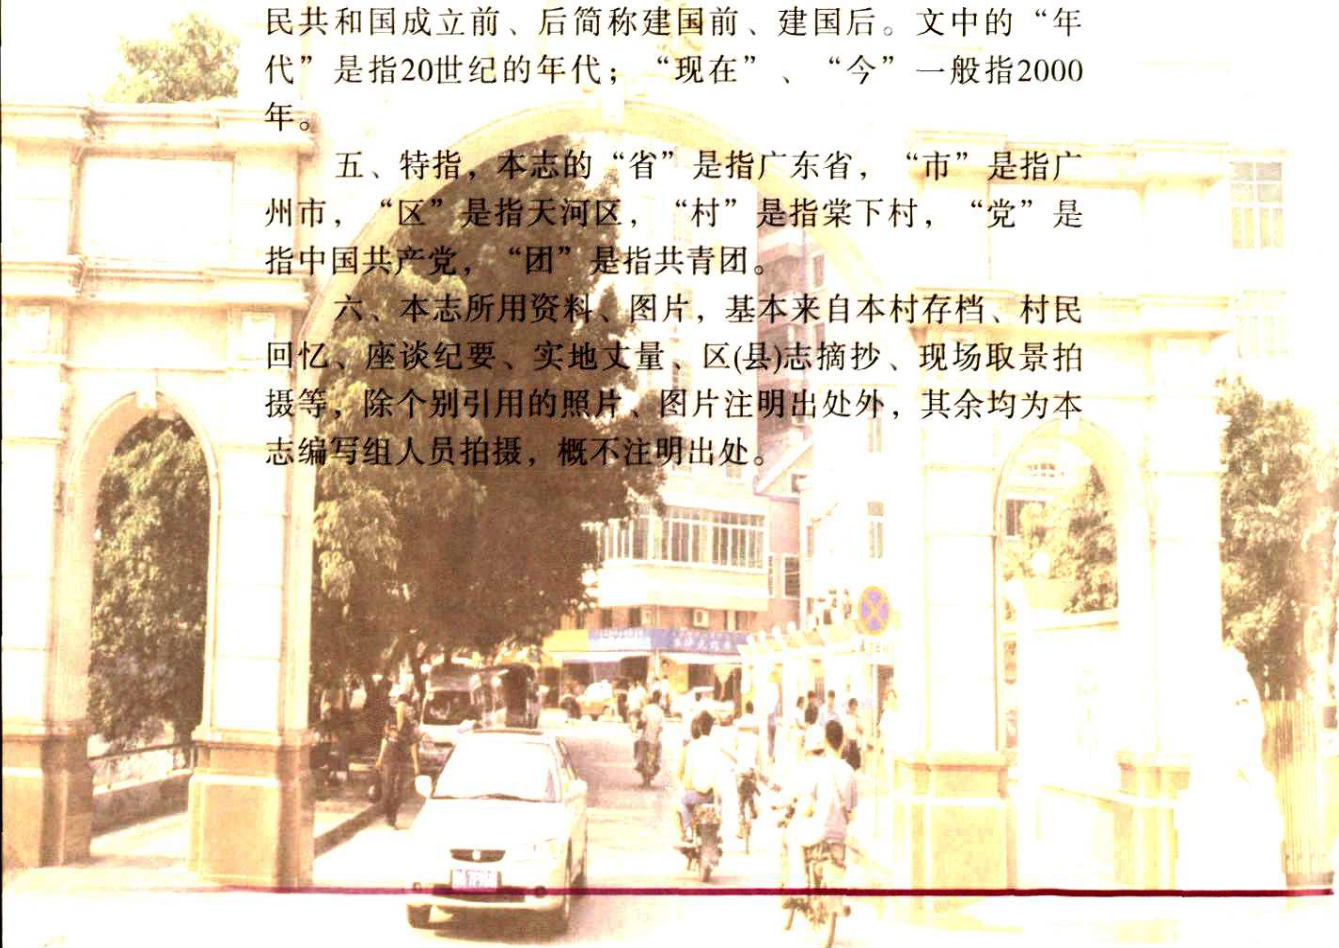 民共和国成立前、后简称建国前、建国后。文中的“年
代”是指20世纪的年代；“现在”、“今”一般指2000
年。
五、特指，本志的“省”是指广东省，“市”是指广
州市，“区”是指天河区，“村”是指棠下村，“党”是
指中国共产党，“团”是指共青团。
六、本志所用资料、图片，基本来自本村存档、村民
回忆、座谈纪要、实地丈量、区(县)志摘抄、现场取景拍
摄等，除个别引用的照片、图片注明出处外，其余均为本
志编写组人员拍摄，概不注明出处。